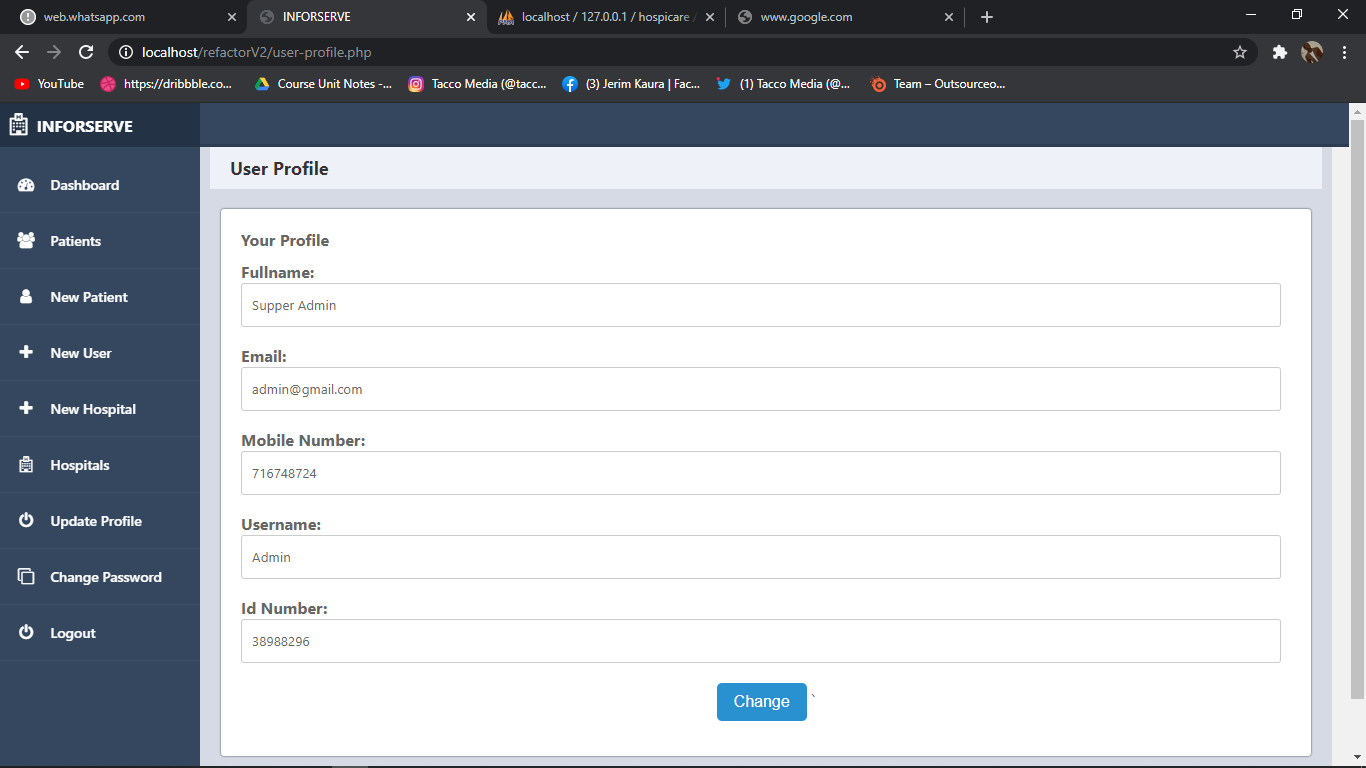 web.whatsapp.com
INFORSERVE
localhost / 127.0.0.1 / hospicare
www.google.com
localhost/refactorV2/user-profile.php
YouTube
https://dribbble.co...
Course Unit Notes -...
Tacco Media (@tacc...
(3) Jerim Kaura | Fac...
(1) Tacco Media (@...
Team – Outsourceo...
INFORSERVE
Dashboard
Patients
New Patient
New User
New Hospital
Hospitals
Update Profile
Change Password
Logout
User Profile
Your Profile
Fullname:
Supper Admin
Email:
admin@gmail.com
Mobile Number:
716748724
Username:
Admin
Id Number:
38988296
Change `